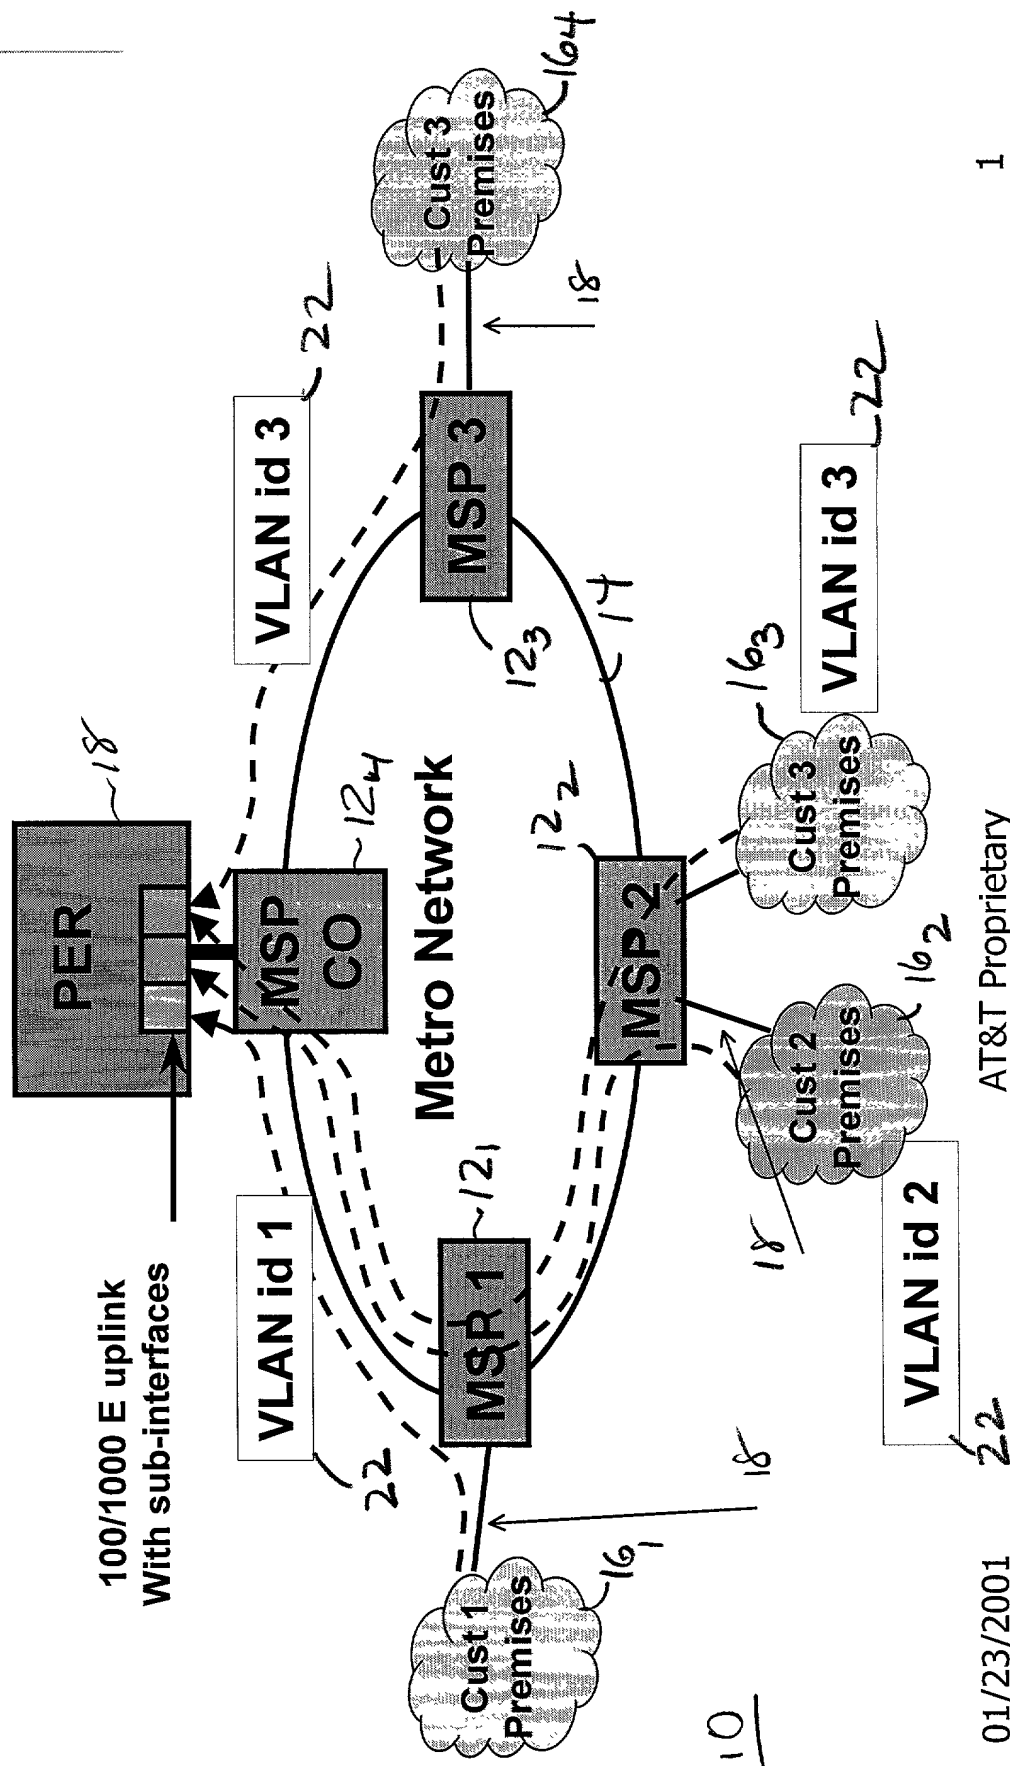 100/1000 E uplink
With sub-interfaces
PER
18
VLAN id 1
22
MSP
CO
12₄
VLAN id 3
22
Cust 1
Premises
16₁
18
MSR 1
12₁
Metro Network
MSP 3
12₃
18
Cust 3
Premises
16₄
14
MSP 2
12₂
18
Cust 2
Premises
16₂
Cust 3
Premises
16₃
VLAN id 2
22
VLAN id 3
22
10
01/23/2001
AT&T Proprietary
1